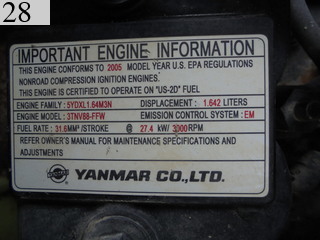 28
IMPORTANT ENGINE INFORMATION
THIS ENGINE CONFORMS TO 2005 MODEL YEAR U.S. EPA REGULATIONS
NONROAD COMPRESSION IGNITION ENGINES.
THIS ENGINE IS CERTIFIED TO OPERATE ON "US-2D" FUEL
ENGINE FAMILY : 5YDXL1.64M3N DISPLACEMENT : 1.642 LITERS
ENGINE MODEL : 3TNV88-FFW EMISSION CONTROL SYSTEM : EM
FUEL RATE : 31.6MM³/STROKE @ 27.4 kW/ 3000RPM
REFER OWNER'S MANUAL FOR MAINTENANCE SPECIFICATIONS AND
ADJUSTMENTS
YANMAR CO.,LTD.